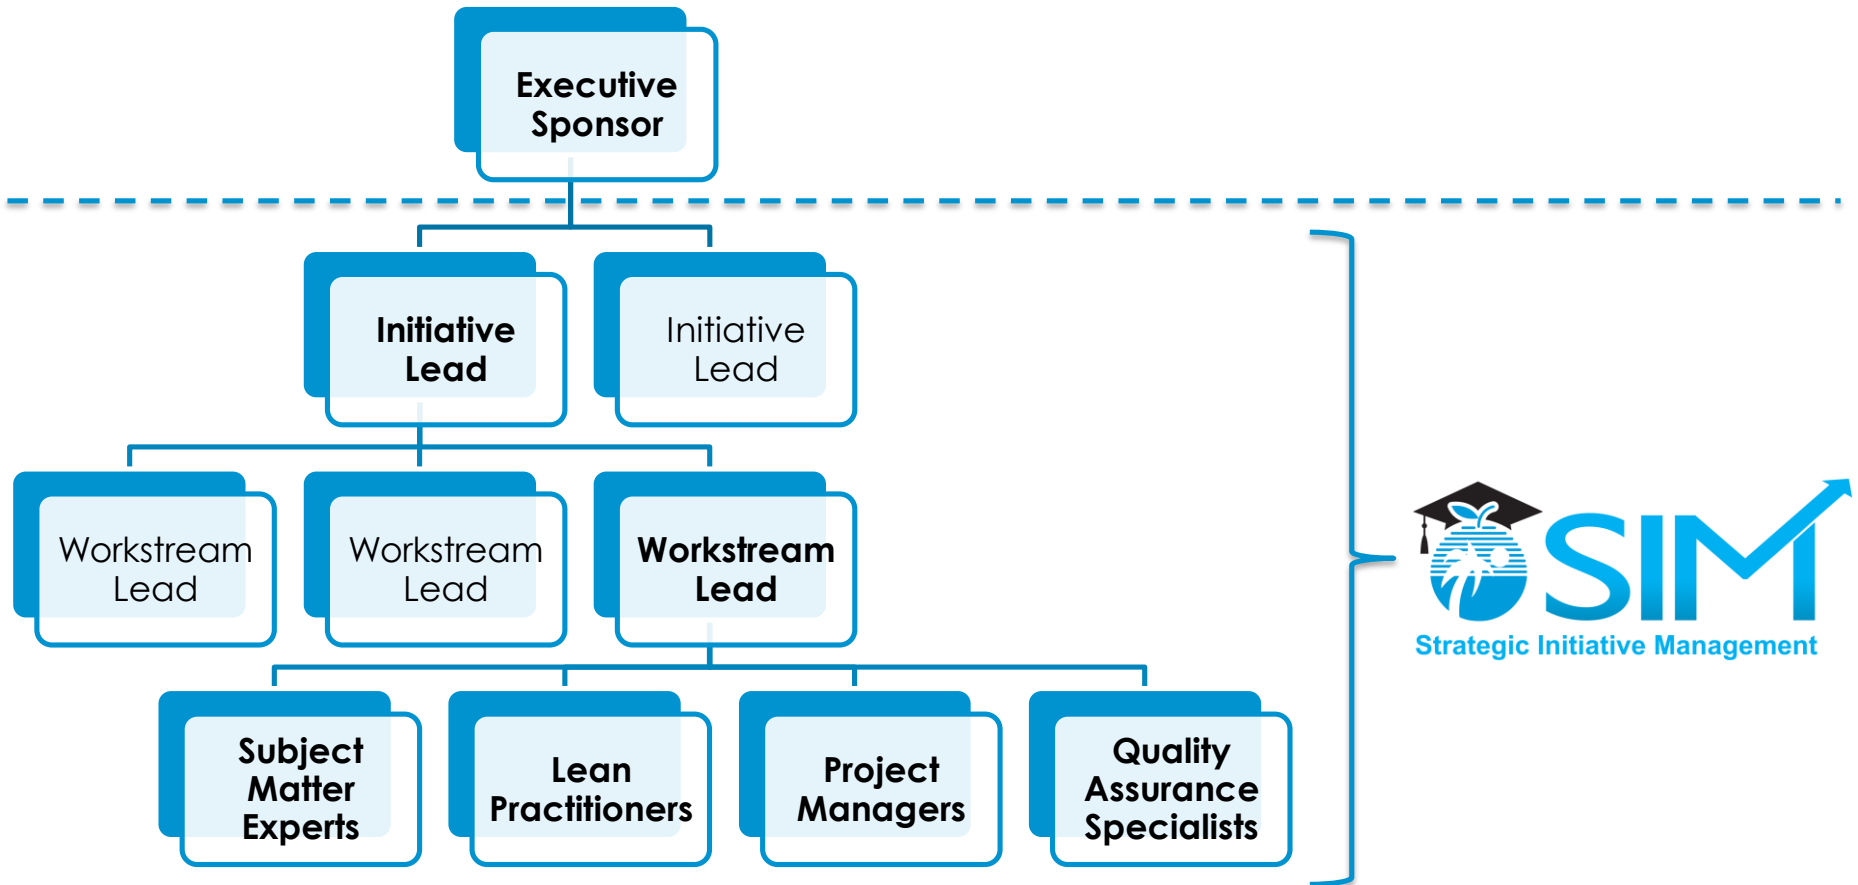 Executive
Sponsor
Initiative
Lead
Initiative
Lead
Workstream
Lead
Workstream
Lead
Workstream
Lead
SIM
Strategic Initiative Management
Subject
Matter
Experts
Lean
Practitioners
Project
Managers
Quality
Assurance
Specialists